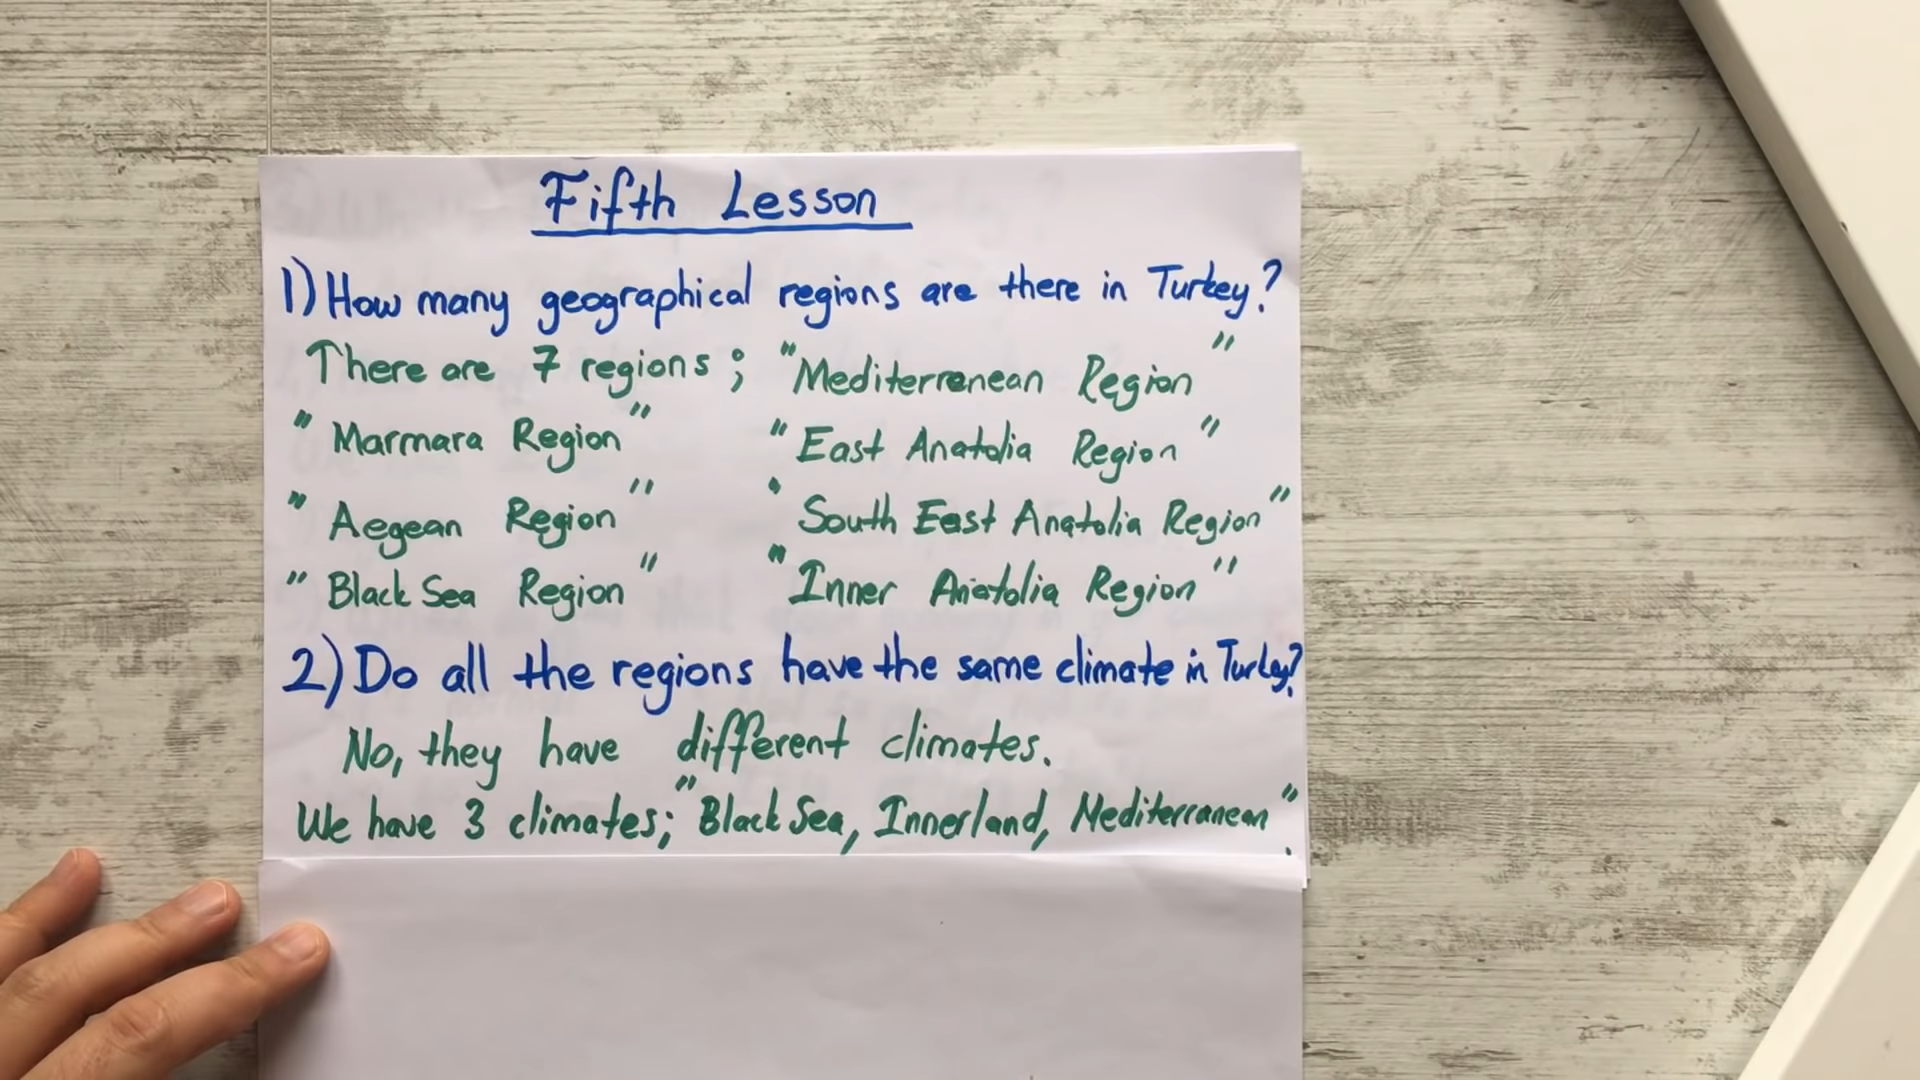 Fifth Lesson
1) How many geographical regions are there in Turkey?
There are 7 regions; "Mediterranean Region"
"Marmara Region" "East Anatolia Region"
"Aegean Region" "South East Anatolia Region"
"Black Sea Region" "Inner Anatolia Region"
2) Do all the regions have the same climate in Turkey?
No, they have different climates.
We have 3 climates; "Black Sea, Innerland, Mediterranean".